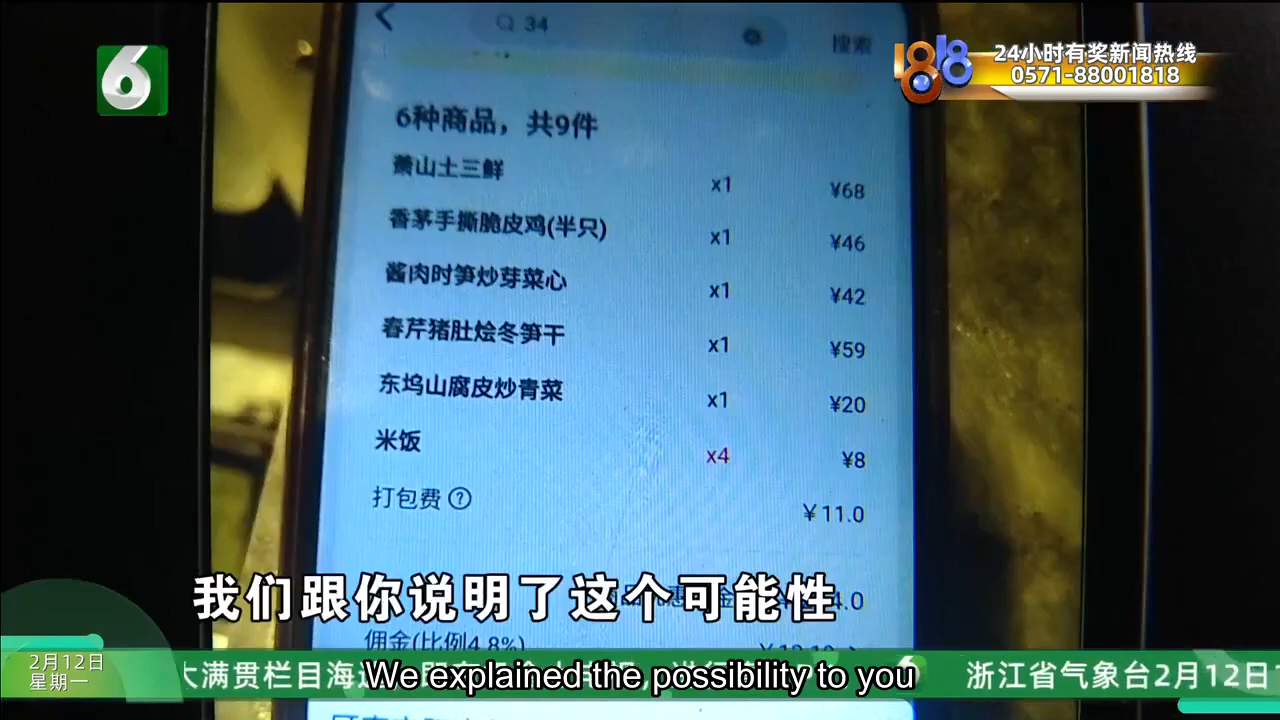 34
搜索
6
1818
24小时有奖新闻热线
0571-88001818
6种商品，共9件
萧山土三鲜 x1 ¥68
香茅手撕脆皮鸡(半只) x1 ¥46
酱肉时笋炒芽菜心 x1 ¥42
春芹猪肚烩冬笋干 x1 ¥59
东坞山腐皮炒青菜 x1 ¥20
米饭 x4 ¥8
打包费? ¥11.0
我们跟你说明了这个可能性
佣金(比例4.8%)
2月12日
星期一
大满贯栏目海
浙江省气象台2月12日1
We explained the possibility to you